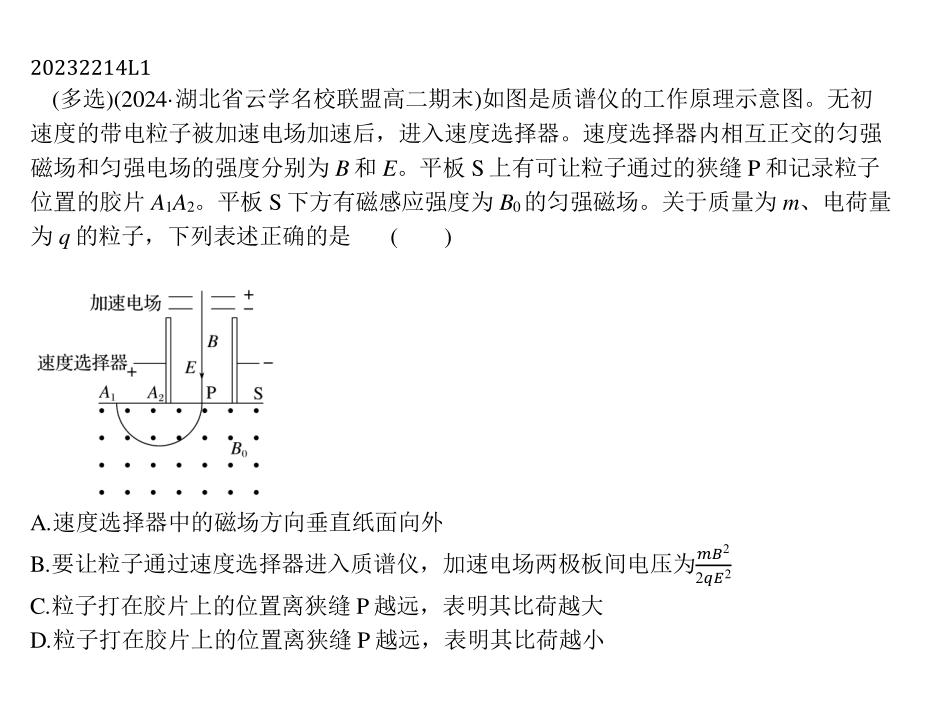 20232214L1
(多选)(2024·湖北省云学名校联盟高二期末)如图是质谱仪的工作原理示意图。无初
速度的带电粒子被加速电场加速后，进入速度选择器。速度选择器内相互正交的匀强
磁场和匀强电场的强度分别为 B 和 E。平板 S 上有可让粒子通过的狭缝 P 和记录粒子
位置的胶片 A₁A₂。平板 S 下方有磁感应强度为 B₀ 的匀强磁场。关于质量为 m、电荷量
为 q 的粒子，下列表述正确的是 ( )
加速电场 + −
B
速度选择器 + E −
A₁ A₂ P S
B₀
A.速度选择器中的磁场方向垂直纸面向外
B.要让粒子通过速度选择器进入质谱仪，加速电场两极板间电压为mB²/2qE²
C.粒子打在胶片上的位置离狭缝 P 越远，表明其比荷越大
D.粒子打在胶片上的位置离狭缝 P 越远，表明其比荷越小